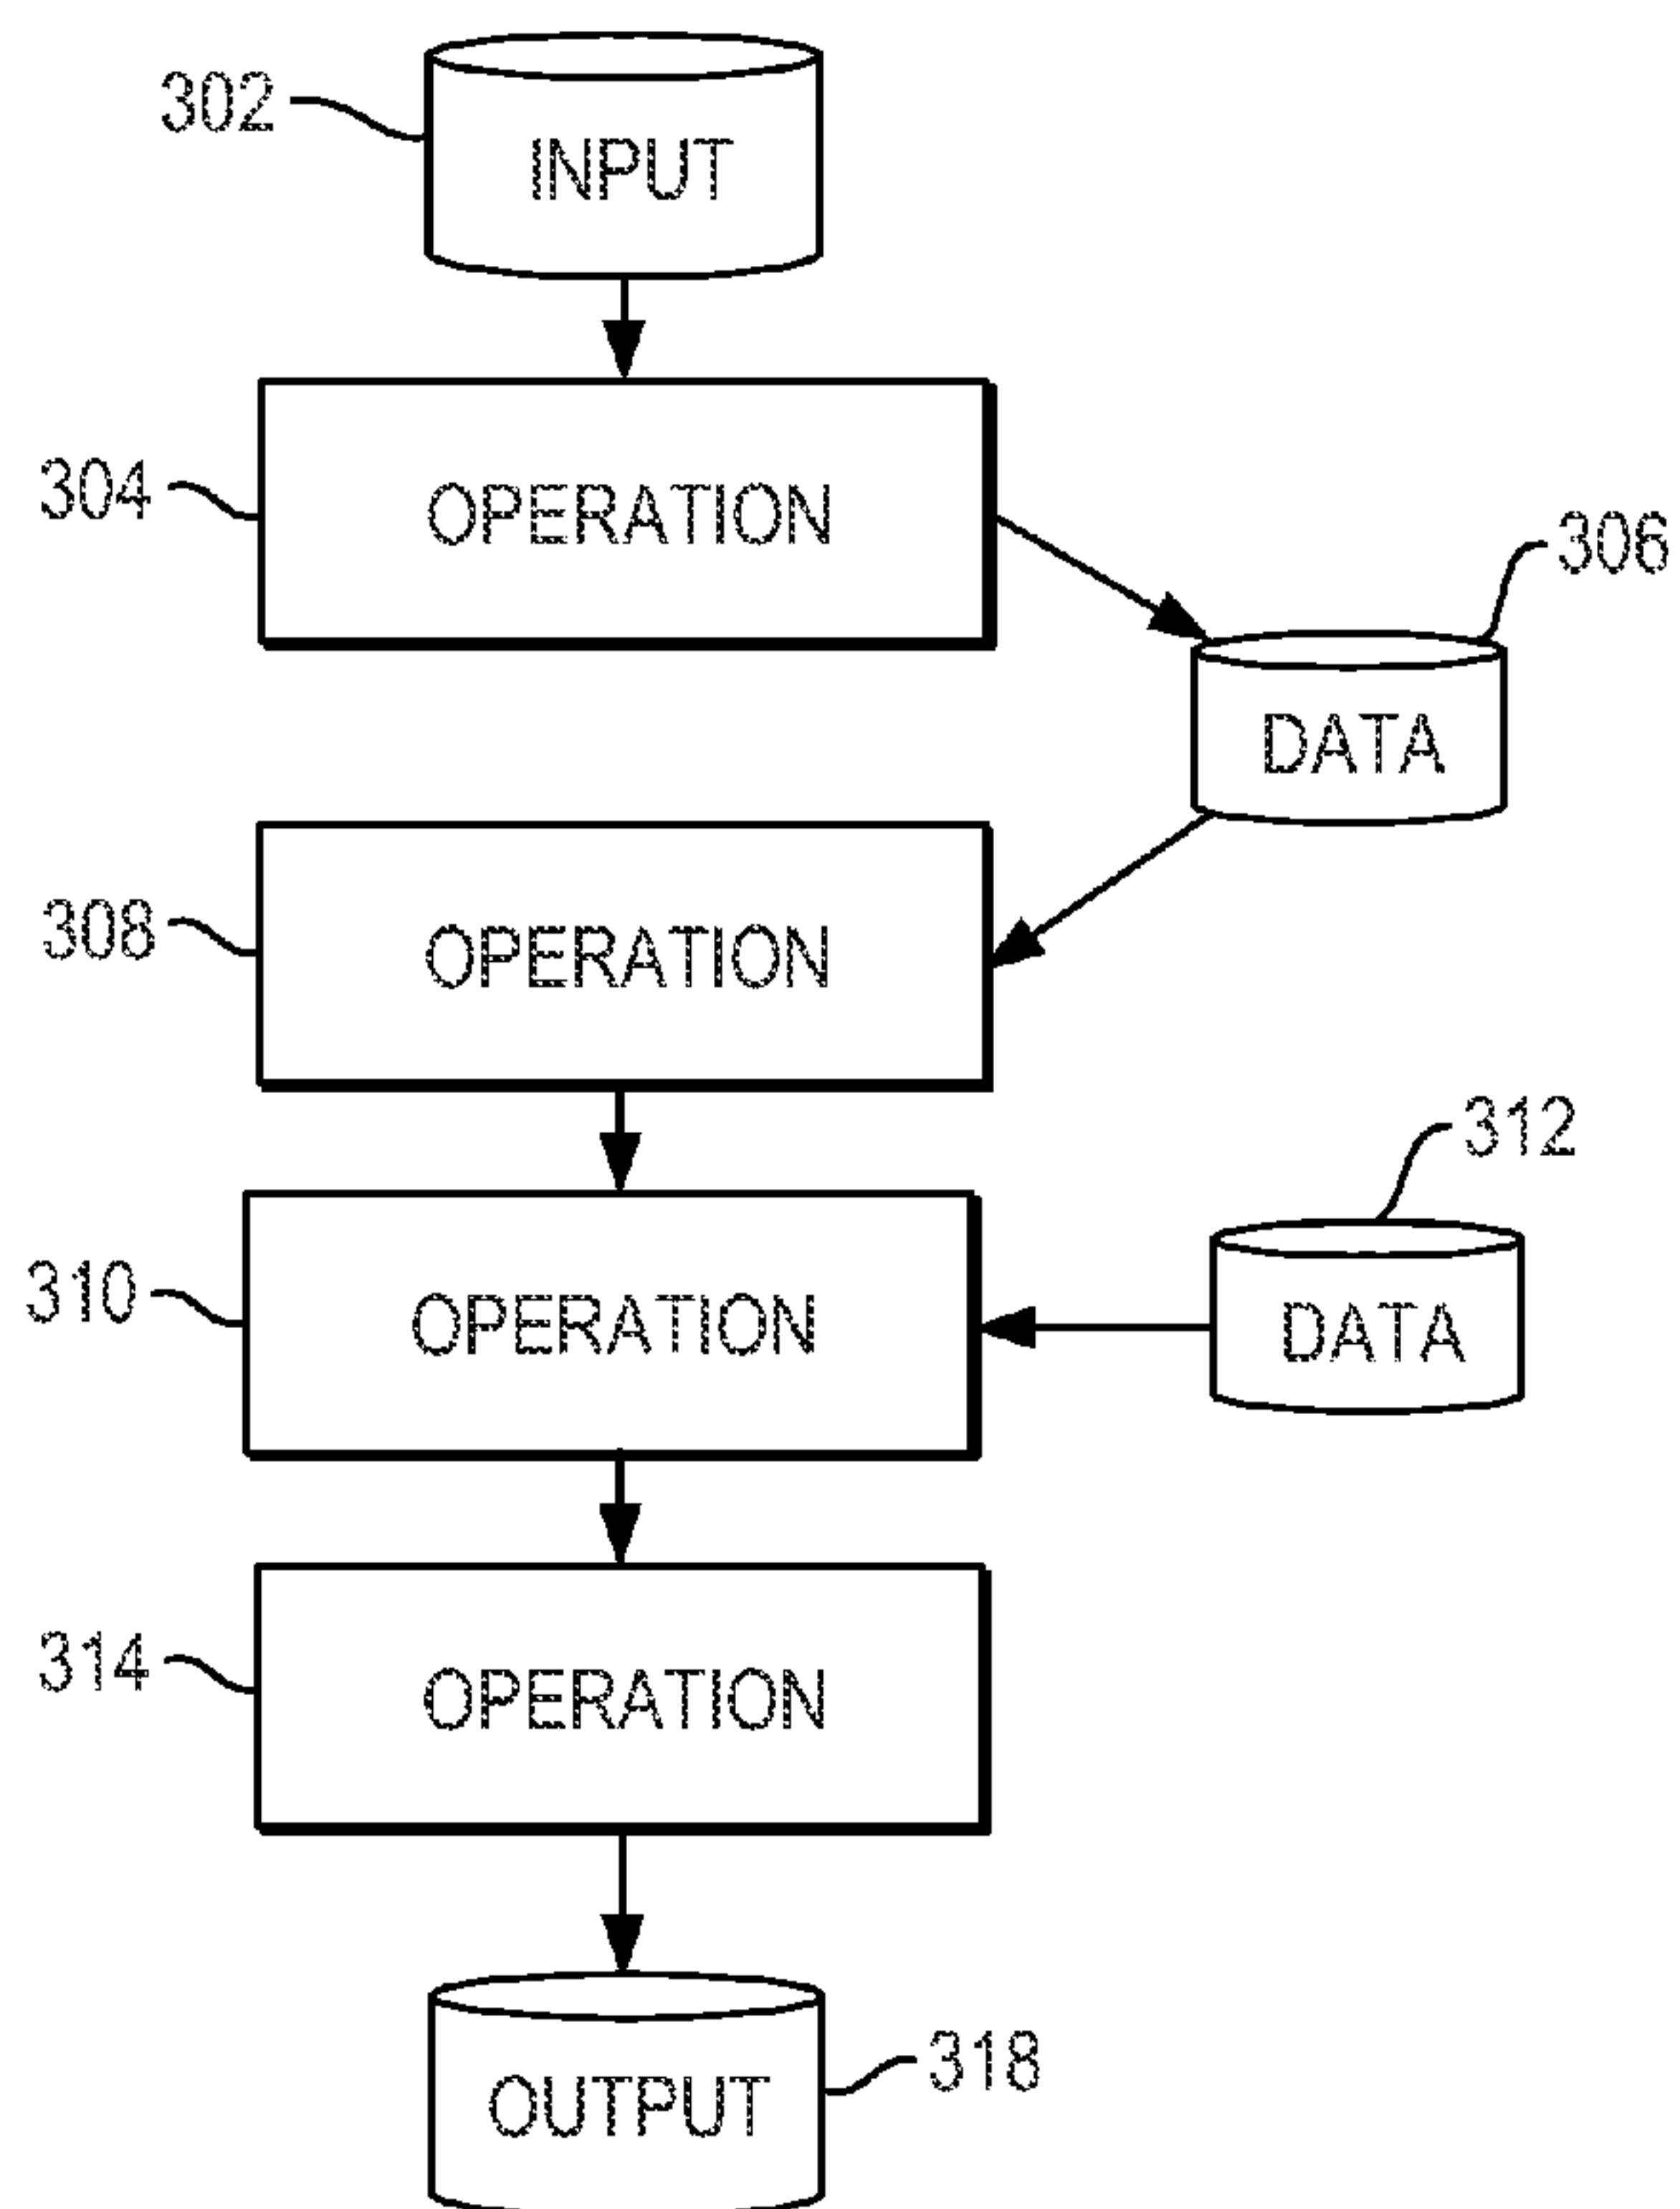 302
INPUT
304
OPERATION
306
DATA
308
OPERATION
312
310
OPERATION
DATA
314
OPERATION
318
OUTPUT